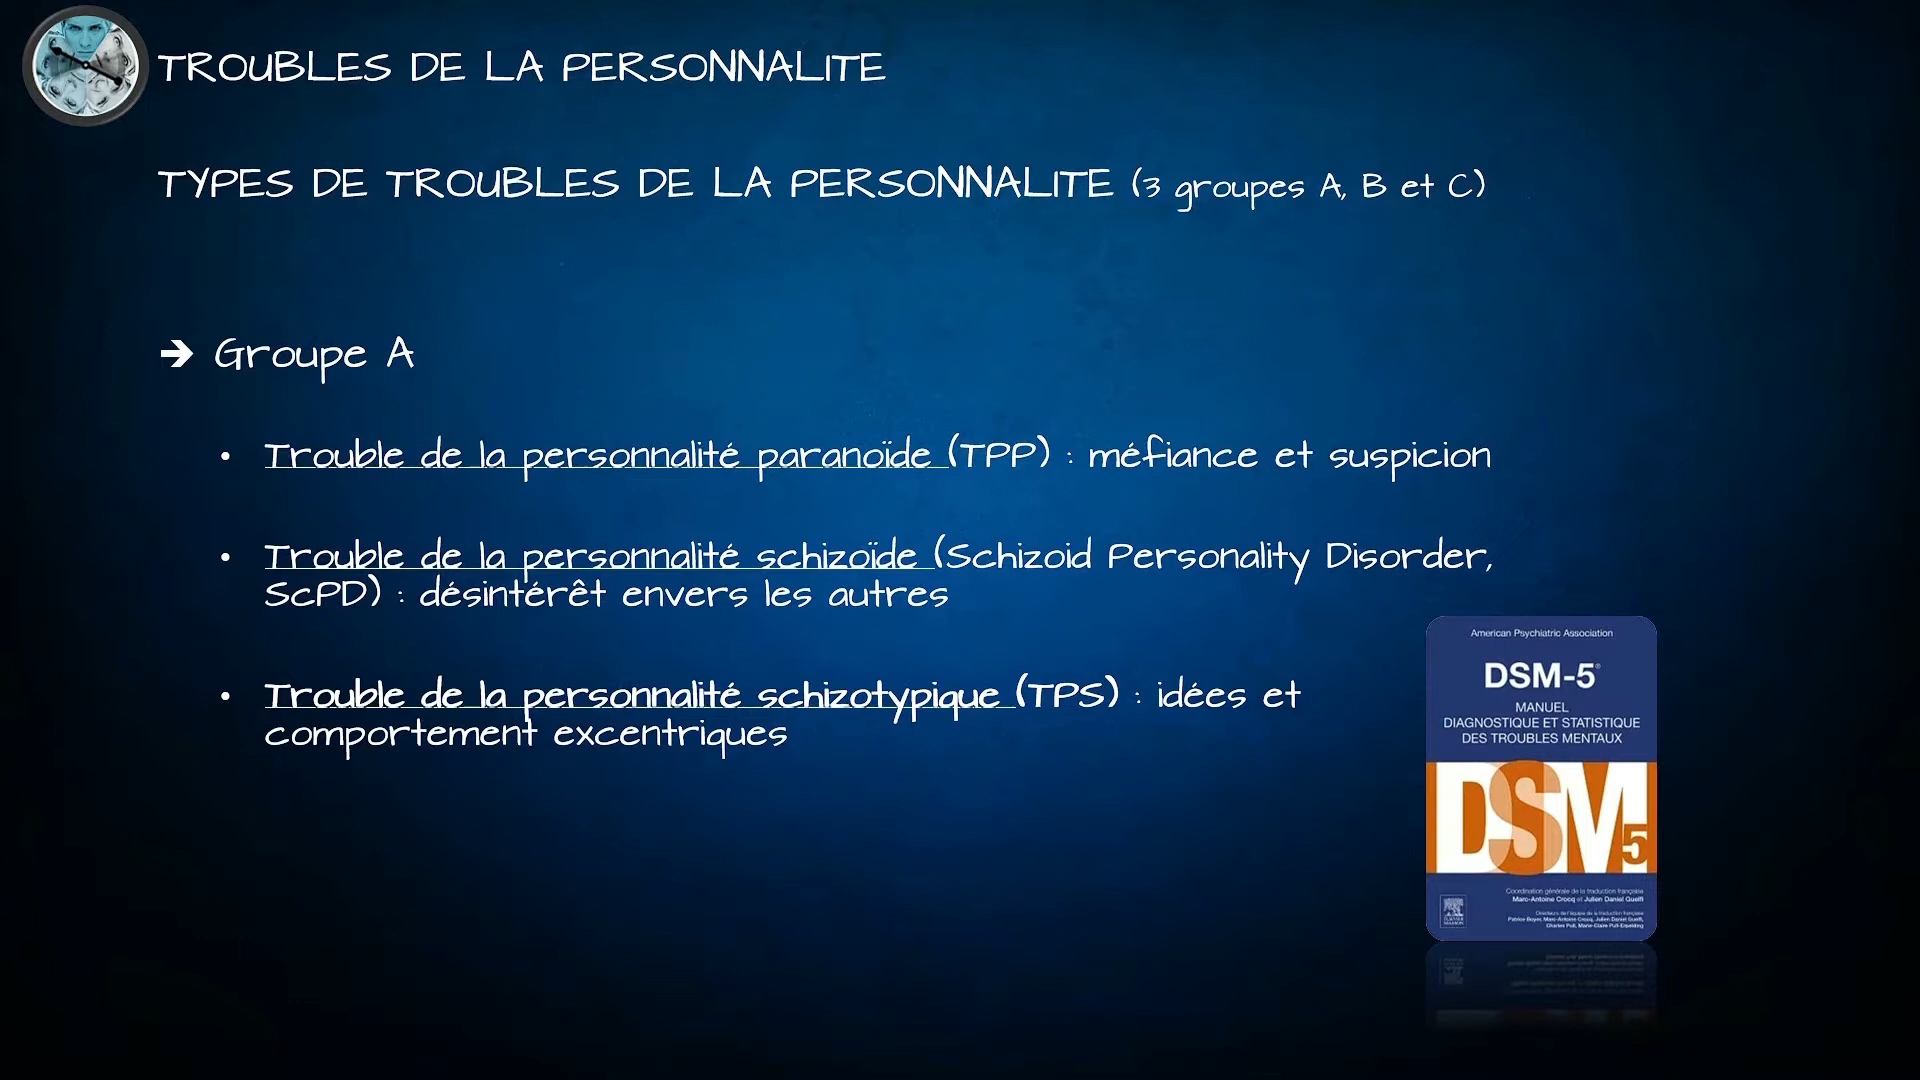 TROUBLES DE LA PERSONNALITE
TYPES DE TROUBLES DE LA PERSONNALITE (3 groupes A, B et C)
➔ Groupe A
• Trouble de la personnalité paranoïde (TPP) : méfiance et suspicion
• Trouble de la personnalité schizoïde (Schizoid Personality Disorder,
ScPD) : désintérêt envers les autres
• Trouble de la personnalité schizotypique (TPS) : idées et
comportement excentriques
American Psychiatric Association
DSM-5®
MANUEL
DIAGNOSTIQUE ET STATISTIQUE
DES TROUBLES MENTAUX
DSM
5
Coordination générale de la traduction française
Marc-Antoine Crocq et Julien Daniel Guelfi
Directeurs de l'équipe de la traduction française
Patrice Boyer, Marc-Antoine Crocq, Julien Daniel Guelfi,
Charles Pull, Marie-Claire Pull-Erpelding